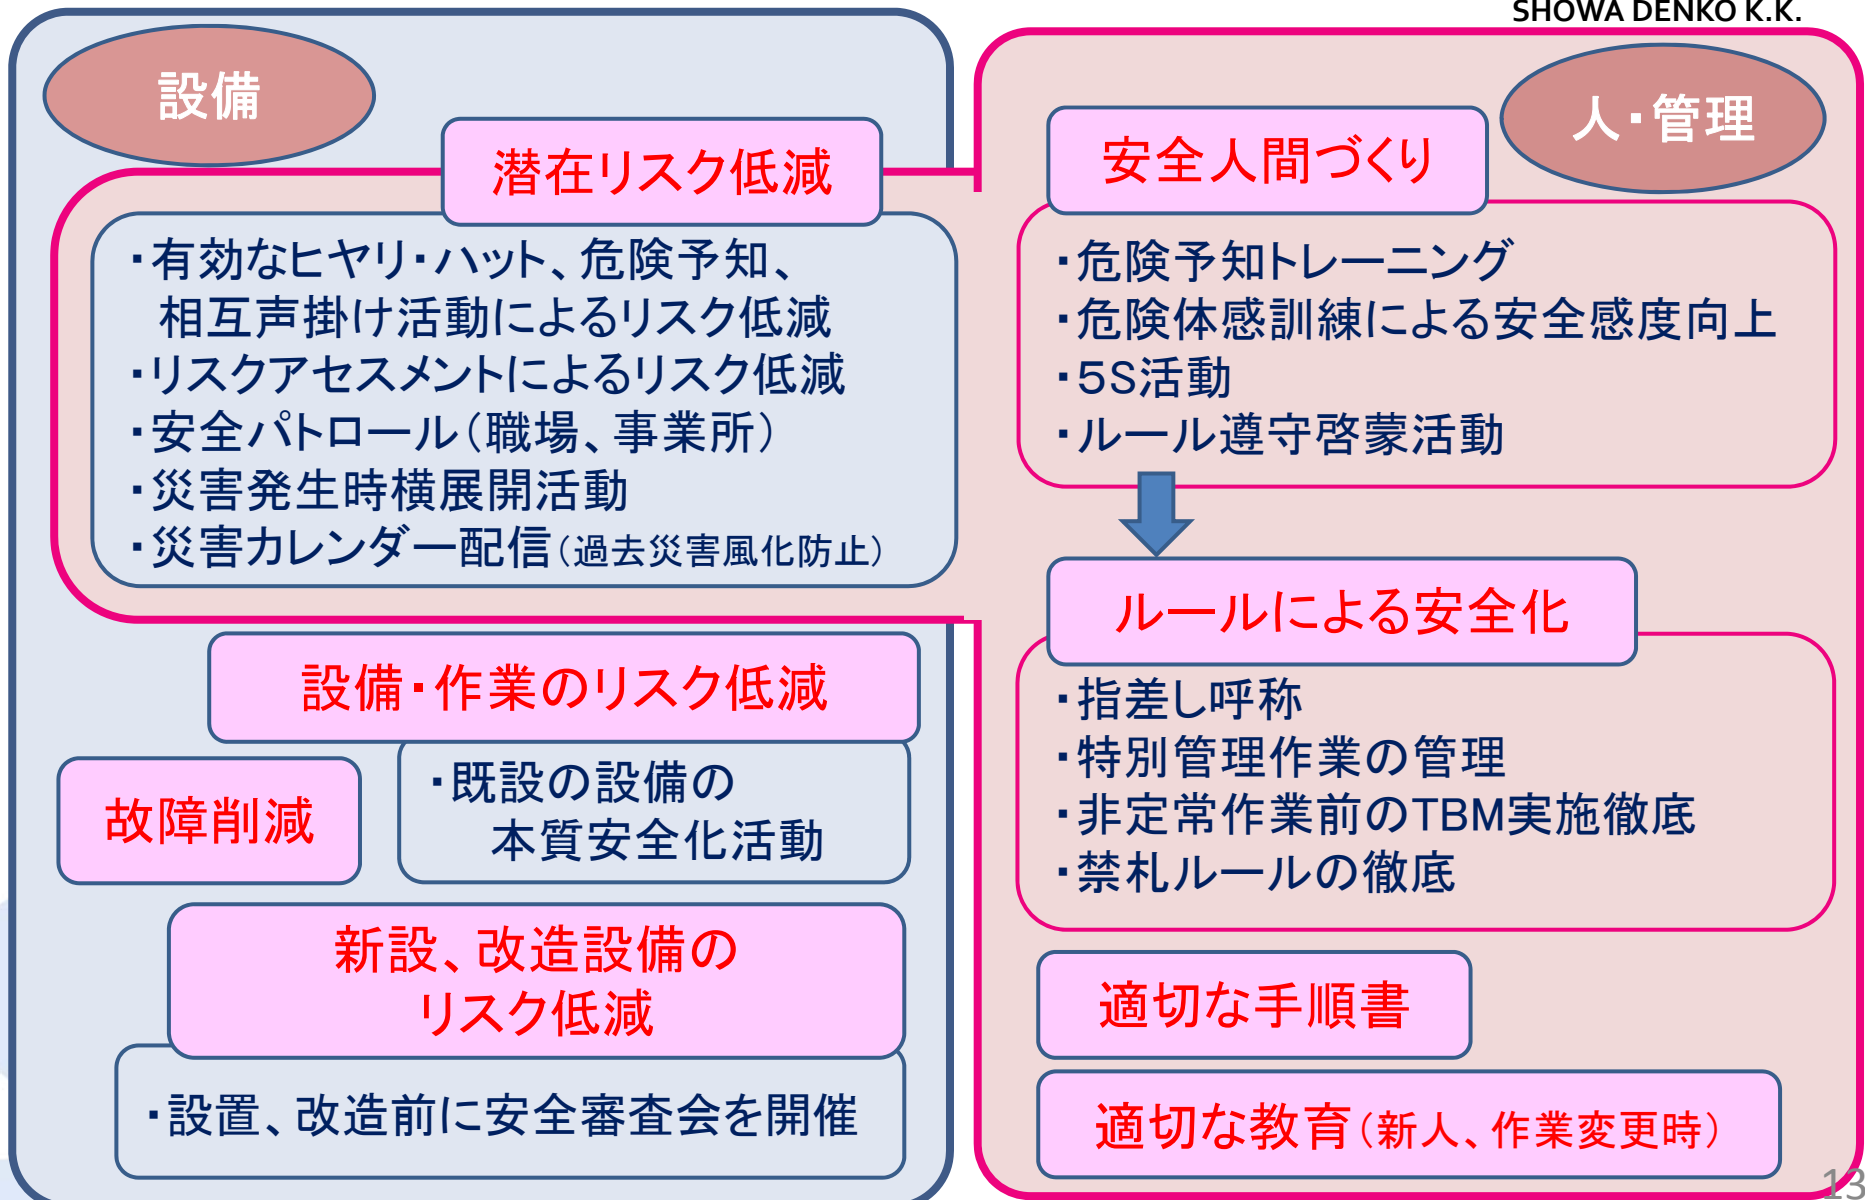 SHOWA DENKO K.K.
設備
潜在リスク低減
・有効なヒヤリ・ハット、危険予知、
相互声掛け活動によるリスク低減
・リスクアセスメントによるリスク低減
・安全パトロール（職場、事業所）
・災害発生時横展開活動
・災害カレンダー配信（過去災害風化防止）
設備・作業のリスク低減
・既設の設備の
本質安全化活動
故障削減
新設、改造設備の
リスク低減
・設置、改造前に安全審査会を開催
人・管理
安全人間づくり
・危険予知トレーニング
・危険体感訓練による安全感度向上
・5S活動
・ルール遵守啓蒙活動
ルールによる安全化
・指差し呼称
・特別管理作業の管理
・非定常作業前のTBM実施徹底
・禁札ルールの徹底
適切な手順書
適切な教育（新人、作業変更時）
13